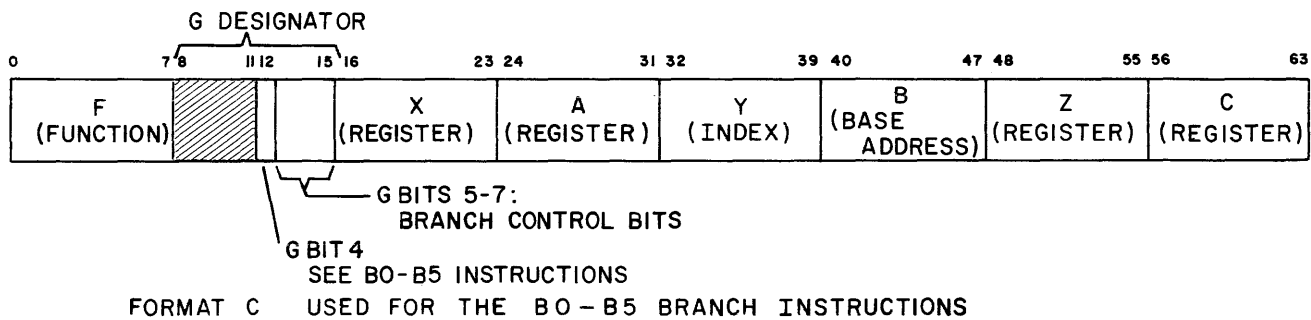 G DESIGNATOR
0 7 8 11 12 15 16 23 24 31 32 39 40 47 48 55 56 63
F (FUNCTION)
X (REGISTER)
A (REGISTER)
Y (INDEX)
B (BASE ADDRESS)
Z (REGISTER)
C (REGISTER)
G BITS 5-7:
BRANCH CONTROL BITS
G BIT 4
SEE BO-B5 INSTRUCTIONS
FORMAT C USED FOR THE BO-B5 BRANCH INSTRUCTIONS